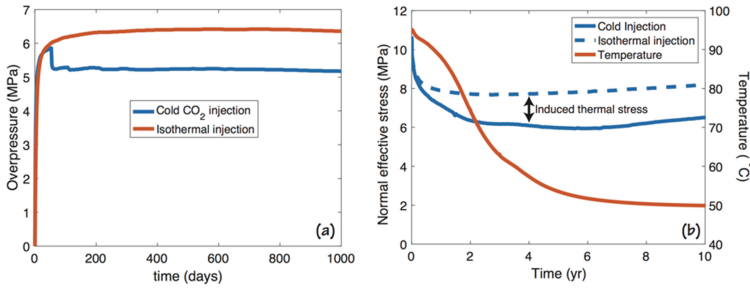 7
6
5
4
3
2
1
0
Overpressure (MPa)
Cold CO2 injection
Isothermal injection
(a)
0 200 400 600 800 1000
time (days)
12
10
8
6
4
2
0
Normal effective stress (MPa)
Cold Injection
Isothermal injection
Temperature
Induced thermal stress
(b)
0 2 4 6 8 10
Time (yr)
100
90
80
70
60
50
40
Temperature (°C)